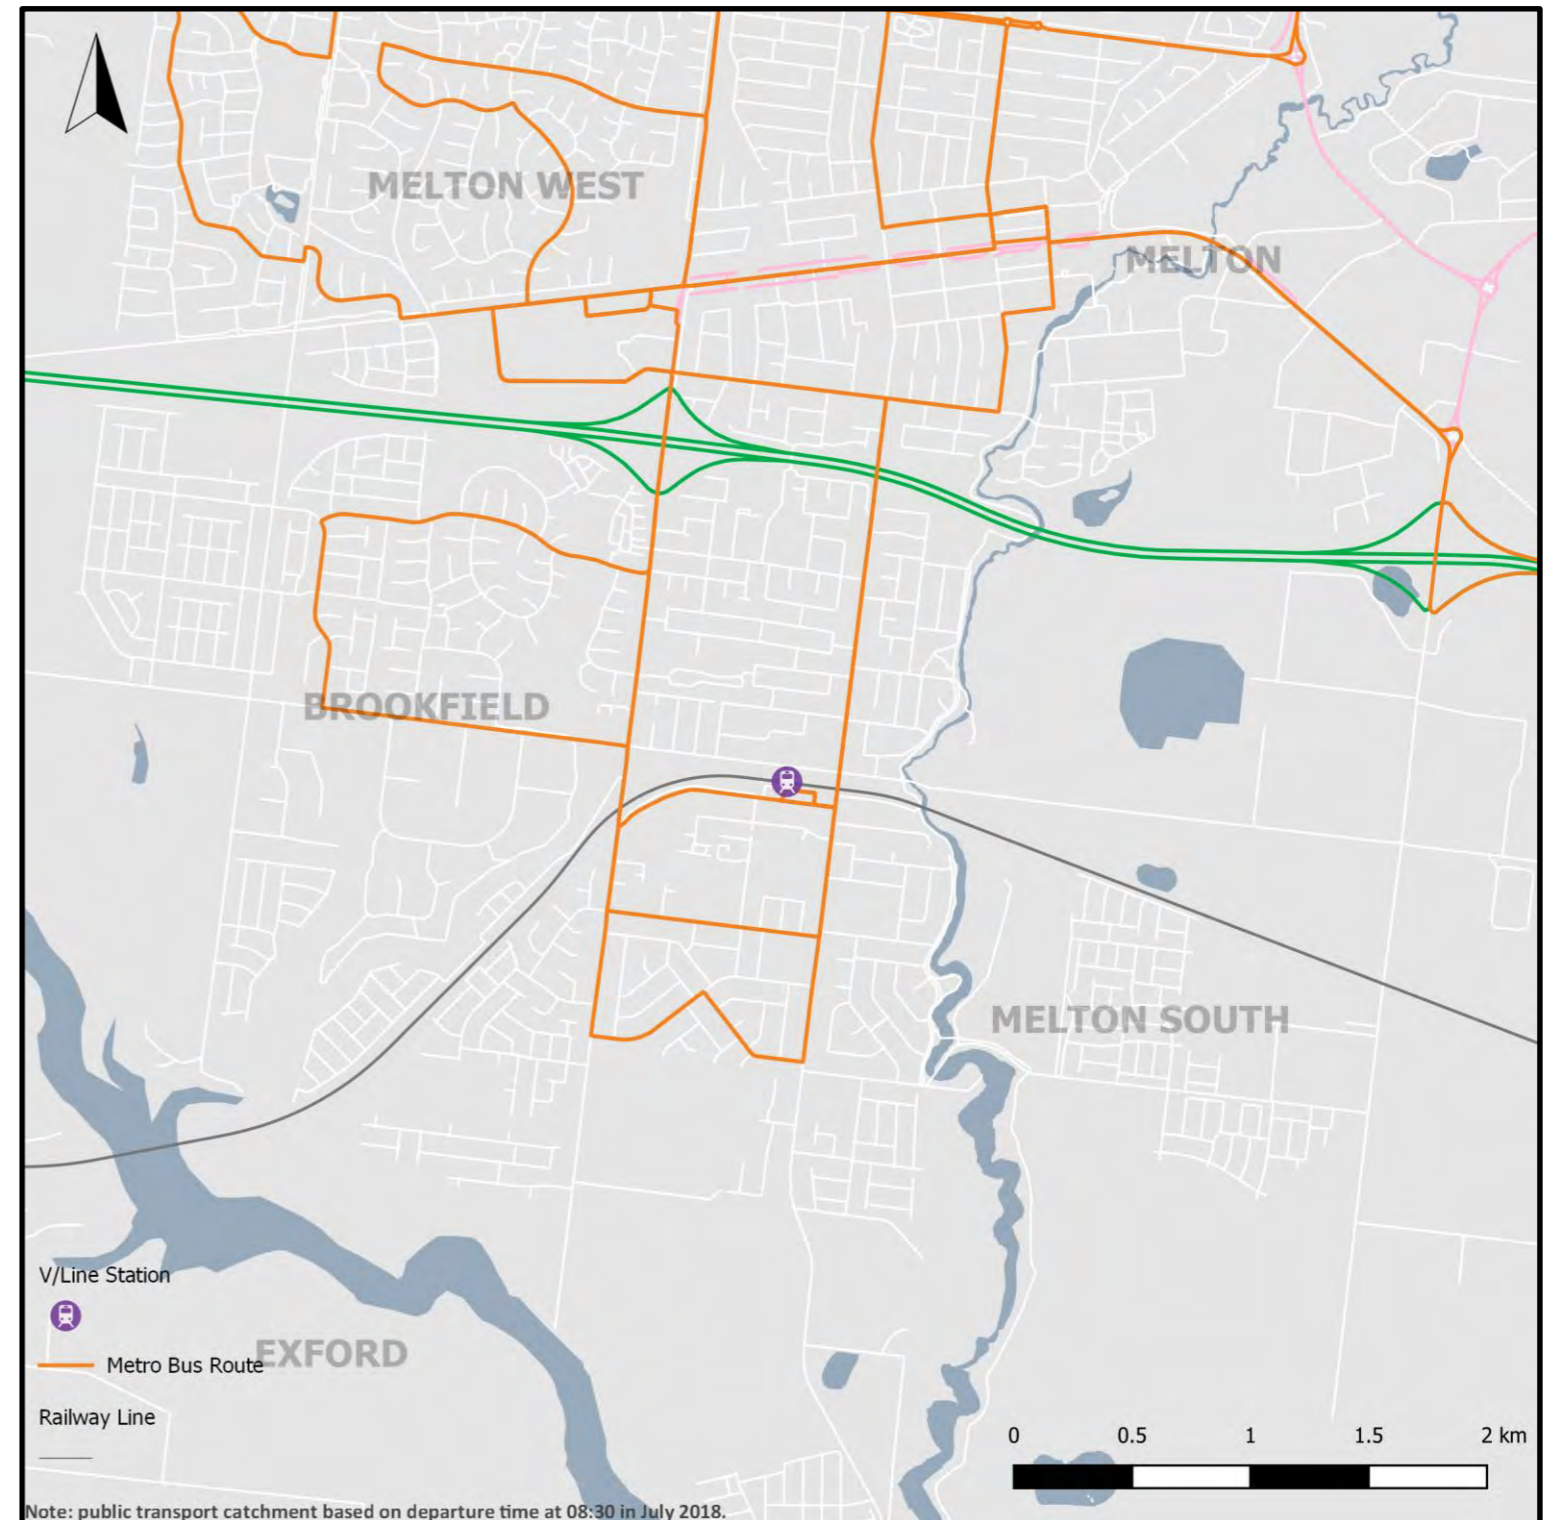 MELTON WEST
MELTON
BROOKFIELD
MELTON SOUTH
V/Line Station
EXFORD
Metro Bus Route
Railway Line
0 0.5 1 1.5 2 km
Note: public transport catchment based on departure time at 08:30 in July 2018.